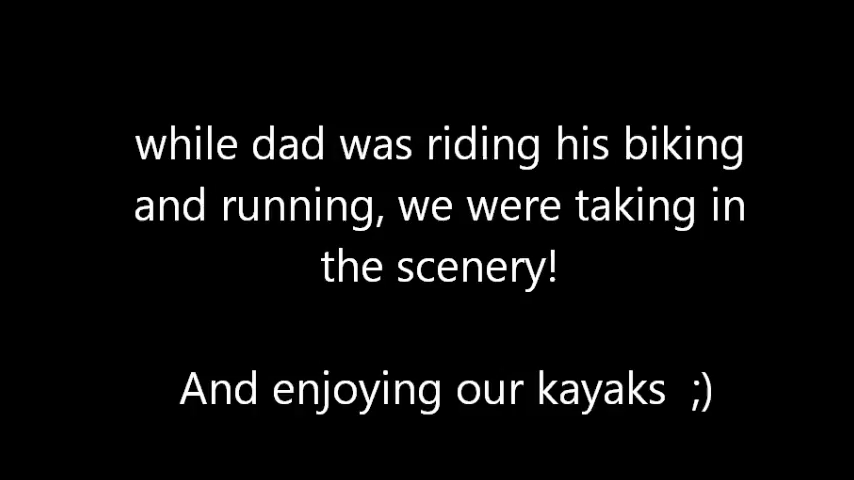 while dad was riding his biking
and running, we were taking in
the scenery!
And enjoying our kayaks  ;)